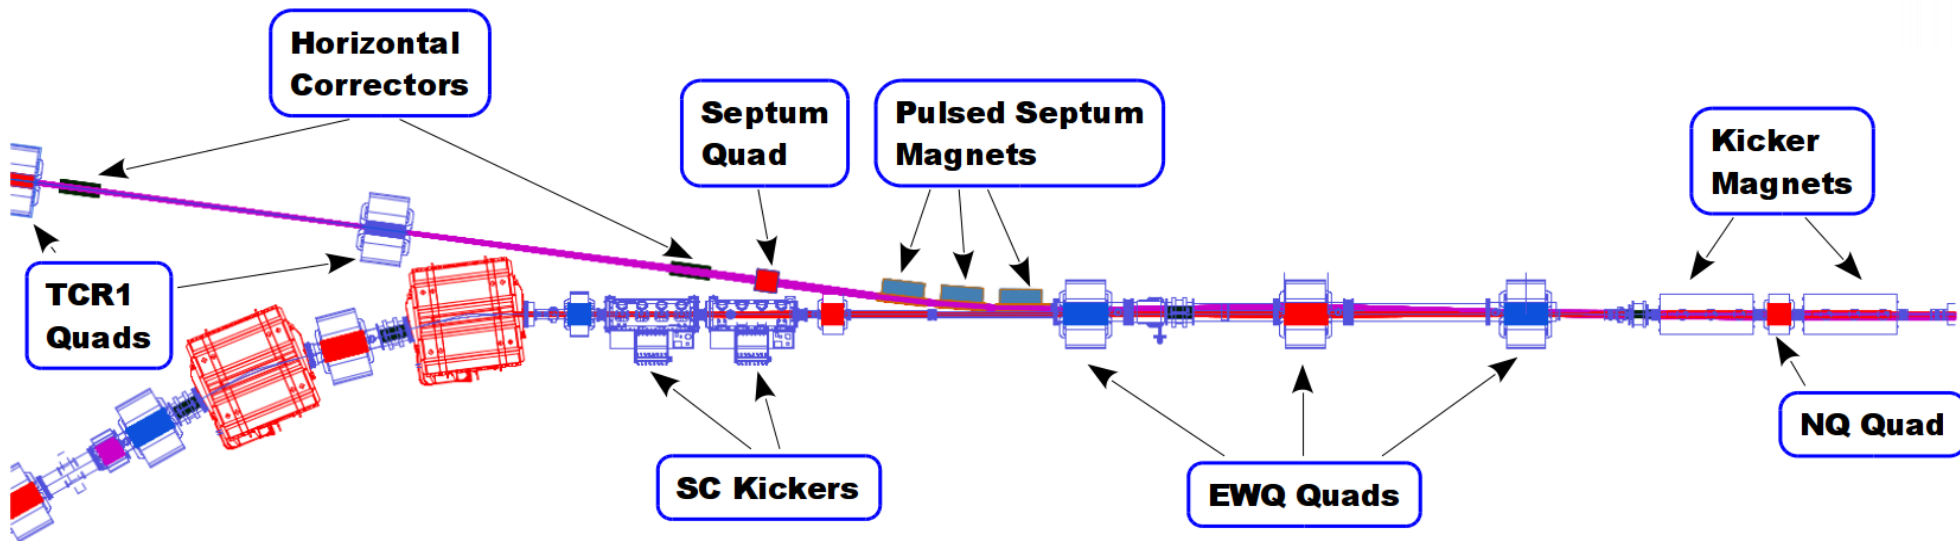 Horizontal
Correctors
Septum
Quad
Pulsed Septum
Magnets
Kicker
Magnets
TCR1
Quads
SC Kickers
EWQ Quads
NQ Quad